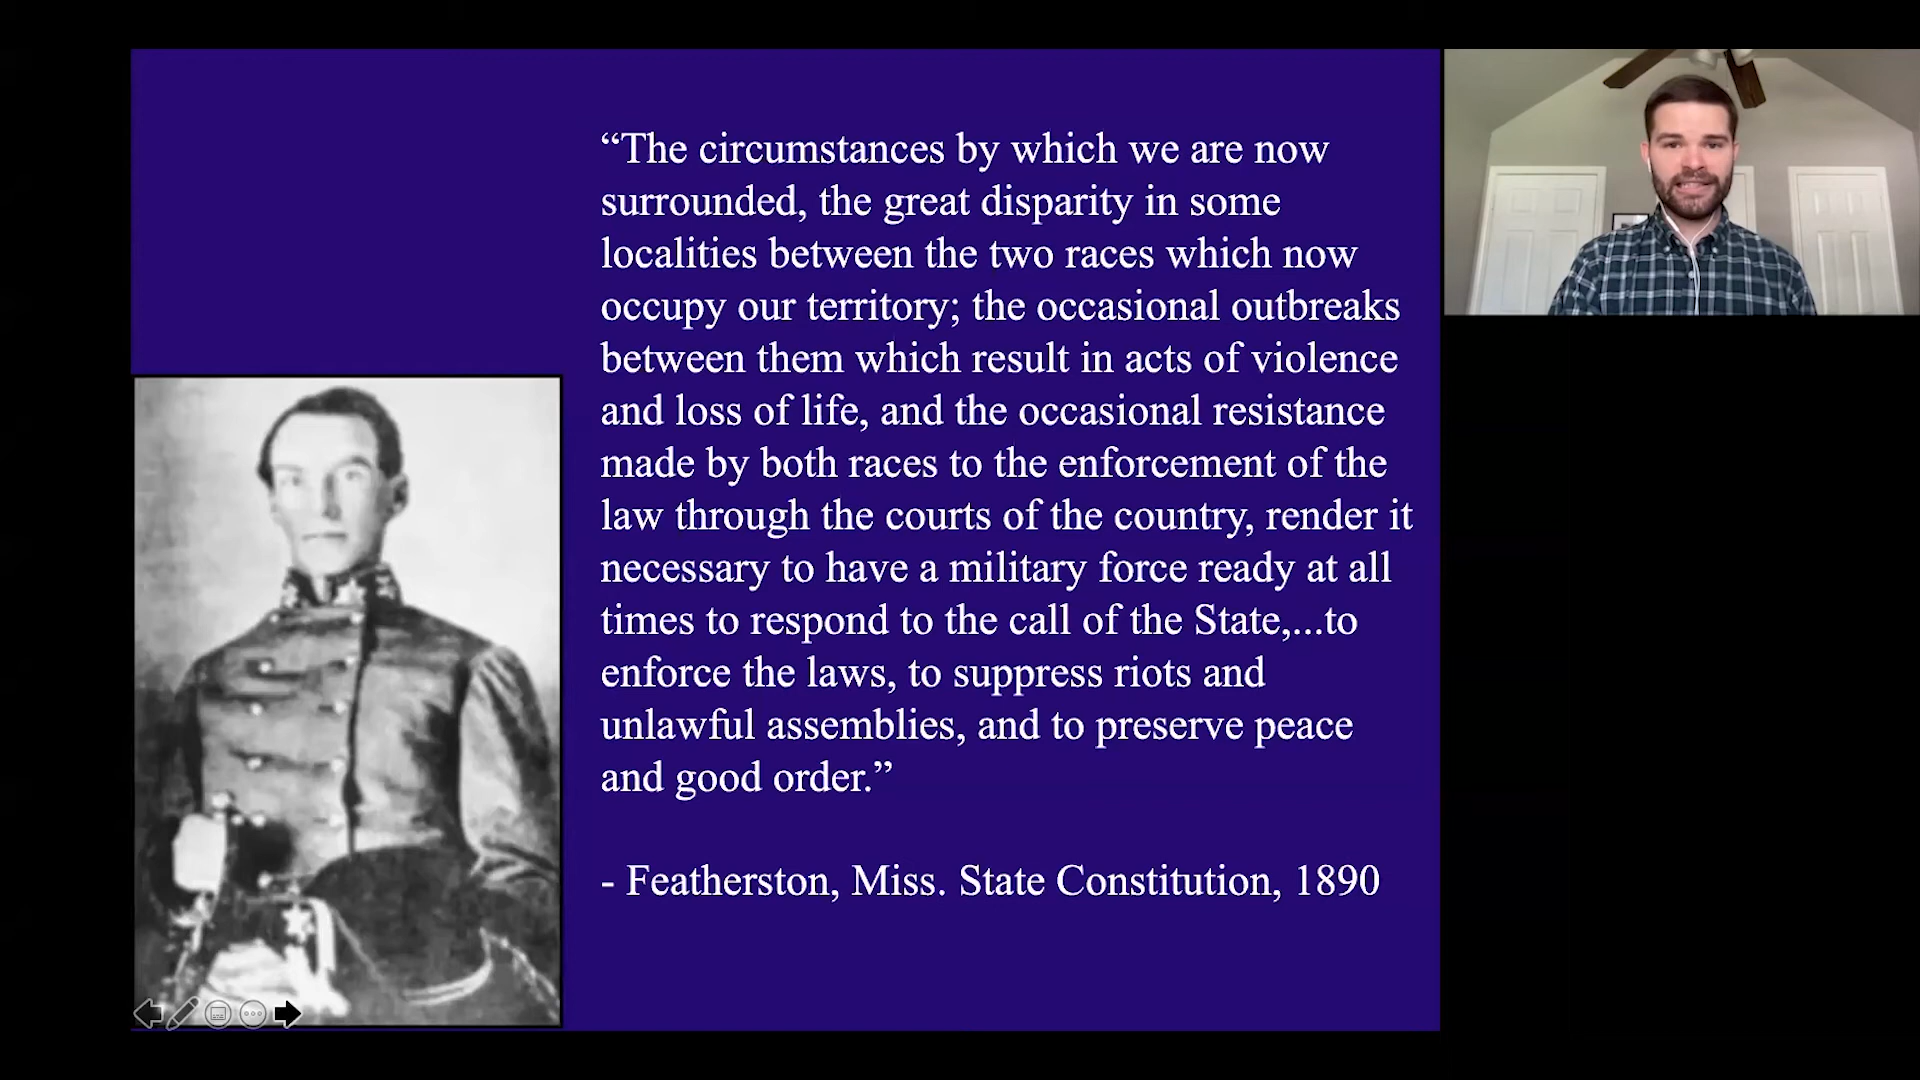 “The circumstances by which we are now
surrounded, the great disparity in some
localities between the two races which now
occupy our territory; the occasional outbreaks
between them which result in acts of violence
and loss of life, and the occasional resistance
made by both races to the enforcement of the
law through the courts of the country, render it
necessary to have a military force ready at all
times to respond to the call of the State,...to
enforce the laws, to suppress riots and
unlawful assemblies, and to preserve peace
and good order.”
- Featherston, Miss. State Constitution, 1890